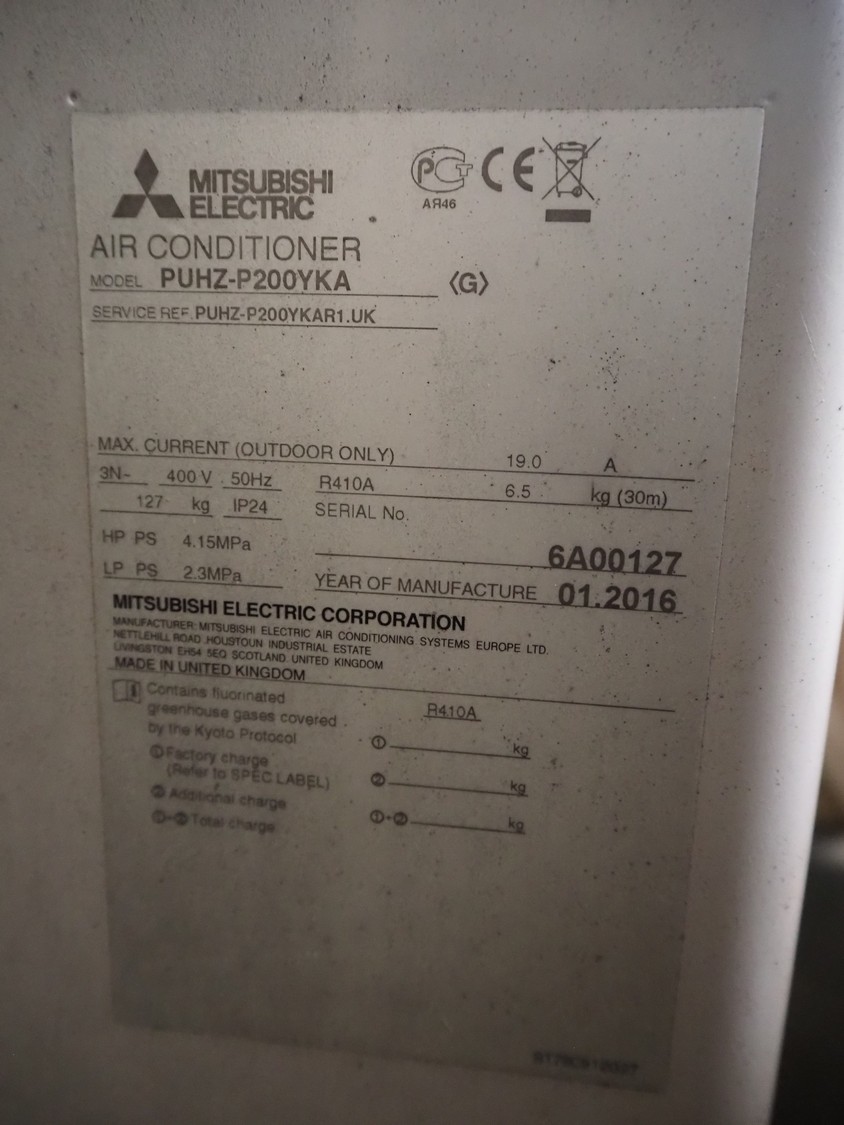 MITSUBISHI
ELECTRIC
PCT CE
АЯ46
AIR CONDITIONER
MODEL PUHZ-P200YKA 〈G〉
SERVICE REF. PUHZ-P200YKAR1.UK
MAX. CURRENT (OUTDOOR ONLY) 19.0 A
3N~ 400 V 50Hz R410A 6.5 kg (30m)
127 kg IP24 SERIAL No.
HP PS 4.15MPa 6A00127
LP PS 2.3MPa YEAR OF MANUFACTURE 01.2016
MITSUBISHI ELECTRIC CORPORATION
MANUFACTURER: MITSUBISHI ELECTRIC AIR CONDITIONING SYSTEMS EUROPE LTD.
NETTLEHILL ROAD HOUSTOUN INDUSTRIAL ESTATE
LIVINGSTON EH54 5EQ SCOTLAND UNITED KINGDOM
MADE IN UNITED KINGDOM
Contains fluorinated
greenhouse gases covered
by the Kyoto Protocol
R410A
①Factory charge
(Refer to SPEC LABEL)
① kg
②Additional charge
② kg
①+②Total charge
①+② kg